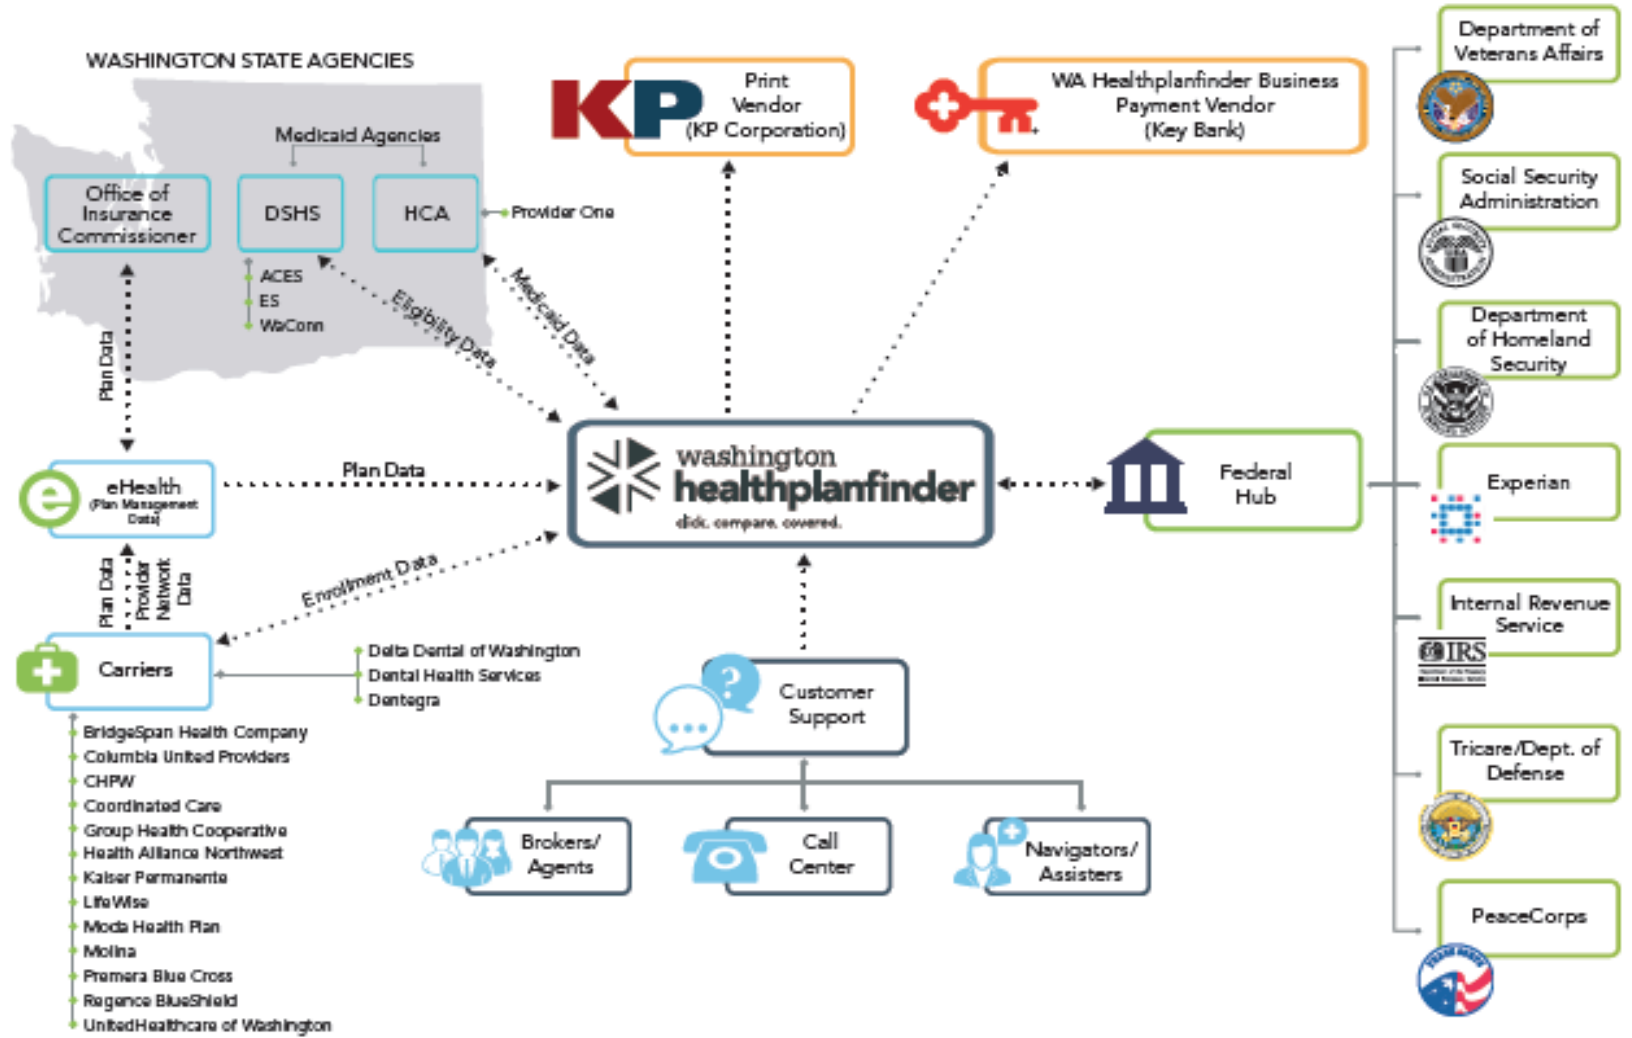 WASHINGTON STATE AGENCIES
Medicaid Agencies
Office of
Insurance
Commissioner
DSHS
HCA
Provider One
ACES
ES
WaConn
Plan Data
Eligibility Data
Medicaid Data
KP
Print
Vendor
(KP Corporation)
WA Healthplanfinder Business
Payment Vendor
(Key Bank)
eHealth
(Plan Management
Data)
Plan Data
washington
healthplanfinder
click. compare. covered.
Federal
Hub
Plan Data
Provider
Network
Data
Enrollment Data
Carriers
Delta Dental of Washington
Dental Health Services
Dentegra
BridgeSpan Health Company
Columbia United Providers
CHPW
Coordinated Care
Group Health Cooperative
Health Alliance Northwest
Kaiser Permanente
LifeWise
Moda Health Plan
Molina
Premera Blue Cross
Regence BlueShield
UnitedHealthcare of Washington
Customer
Support
Brokers/
Agents
Call
Center
Navigators/
Assisters
Department of
Veterans Affairs
Social Security
Administration
Department
of Homeland
Security
Experian
Internal Revenue
Service
IRS
Tricare/Dept. of
Defense
PeaceCorps